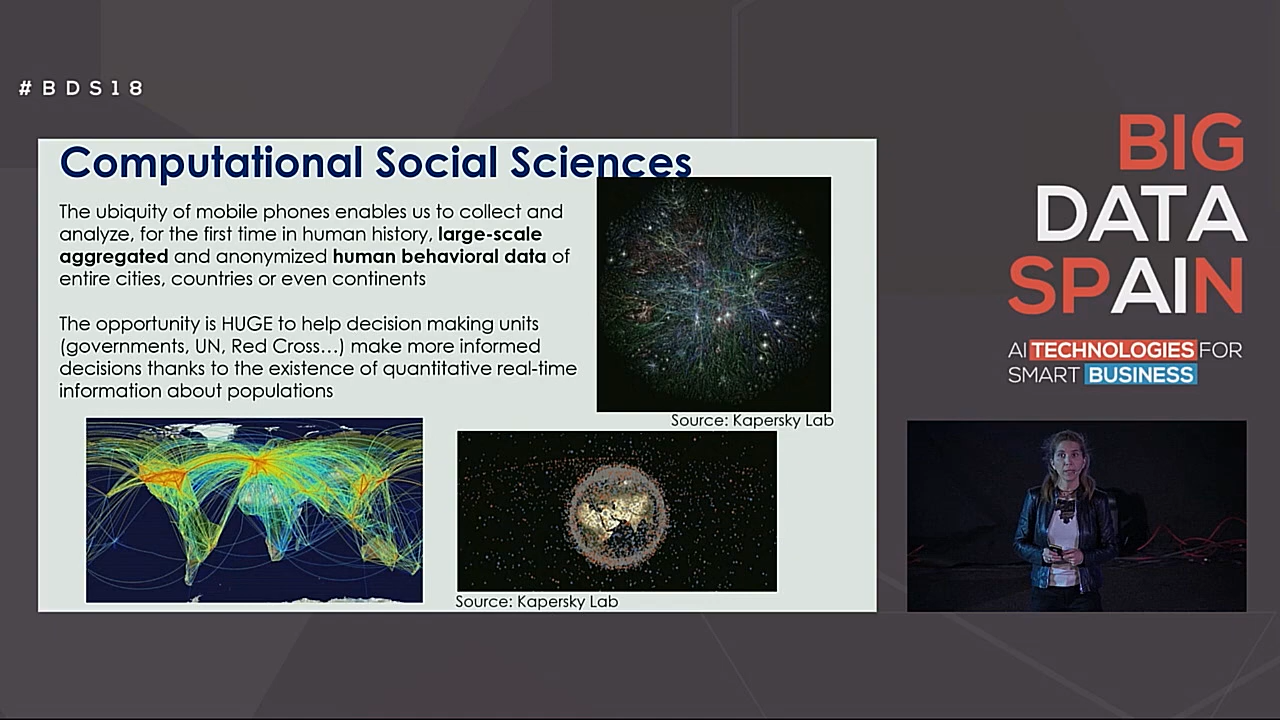 #BDS18
Computational Social Sciences
The ubiquity of mobile phones enables us to collect and
analyze, for the first time in human history, large-scale
aggregated and anonymized human behavioral data of
entire cities, countries or even continents
The opportunity is HUGE to help decision making units
(governments, UN, Red Cross...) make more informed
decisions thanks to the existence of quantitative real-time
information about populations
Source: Kapersky Lab
Source: Kapersky Lab
BIG
DATA
SPAIN
AI TECHNOLOGIES FOR
SMART BUSINESS